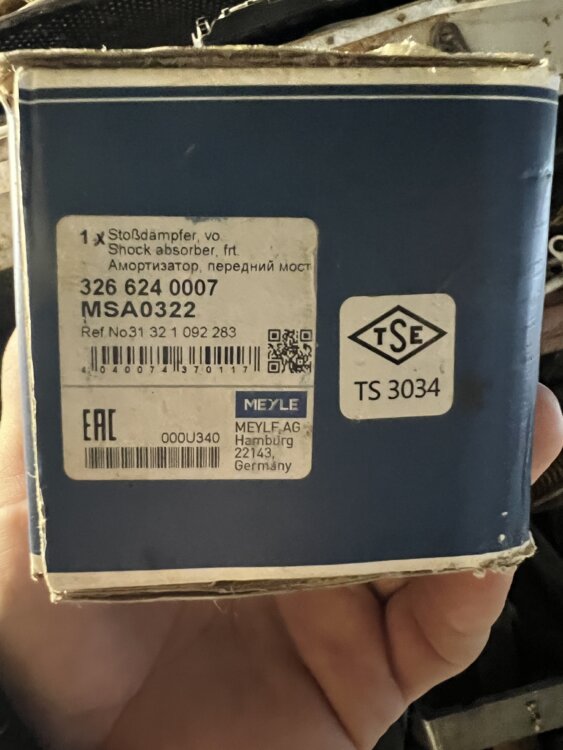 1 x Stoßdämpfer, vo.
Shock absorber, frt.
Амортизатор, передний мост
326 624 0007
MSA0322
Ref.No31 32 1 092 283
4 040074 370117
EAC
000U340
MEYLE
MEYLE AG
Hamburg
22143,
Germany
TSE
TS 3034